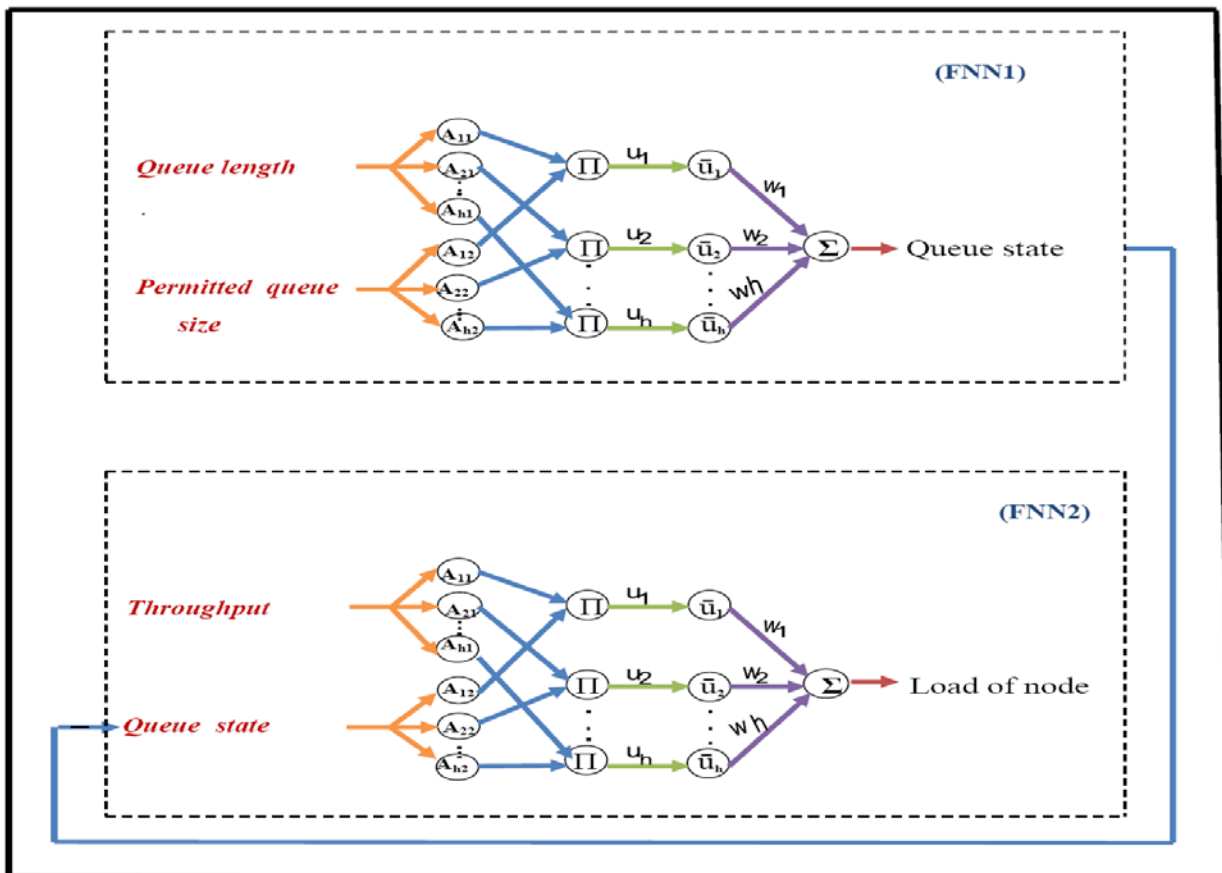 (FNN1)
Queue length
Permitted queue
size
A11
A21
Ah1
A12
A22
Ah2
Π
Π
Π
u1
u2
uh
ū1
ū2
ūh
w1
w2
wh
Σ
Queue state
(FNN2)
Throughput
Queue state
A11
A21
Ah1
A12
A22
Ah2
Π
Π
Π
u1
u2
uh
ū1
ū2
ūh
w1
w2
wh
Σ
Load of node